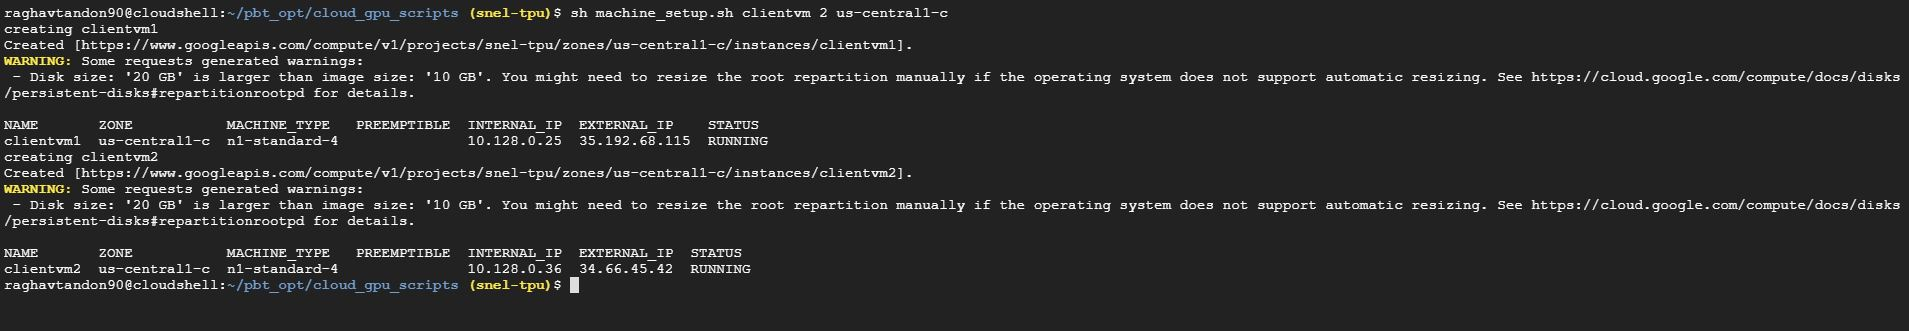 raghavtandon90@cloudshell:~/pbt_opt/cloud_gpu_scripts (snel-tpu)$ sh machine_setup.sh clientvm 2 us-central1-c
creating clientvm1
Created [https://www.googleapis.com/compute/v1/projects/snel-tpu/zones/us-central1-c/instances/clientvm1].
WARNING: Some requests generated warnings:
 - Disk size: '20 GB' is larger than image size: '10 GB'. You might need to resize the root repartition manually if the operating system does not support automatic resizing. See https://cloud.google.com/compute/docs/disks
/persistent-disks#repartitionrootpd for details.
NAME       ZONE           MACHINE_TYPE   PREEMPTIBLE  INTERNAL_IP  EXTERNAL_IP    STATUS
clientvm1  us-central1-c  n1-standard-4               10.128.0.25  35.192.68.115  RUNNING
creating clientvm2
Created [https://www.googleapis.com/compute/v1/projects/snel-tpu/zones/us-central1-c/instances/clientvm2].
WARNING: Some requests generated warnings:
 - Disk size: '20 GB' is larger than image size: '10 GB'. You might need to resize the root repartition manually if the operating system does not support automatic resizing. See https://cloud.google.com/compute/docs/disks
/persistent-disks#repartitionrootpd for details.
NAME       ZONE           MACHINE_TYPE   PREEMPTIBLE  INTERNAL_IP  EXTERNAL_IP  STATUS
clientvm2  us-central1-c  n1-standard-4               10.128.0.36  34.66.45.42  RUNNING
raghavtandon90@cloudshell:~/pbt_opt/cloud_gpu_scripts (snel-tpu)$